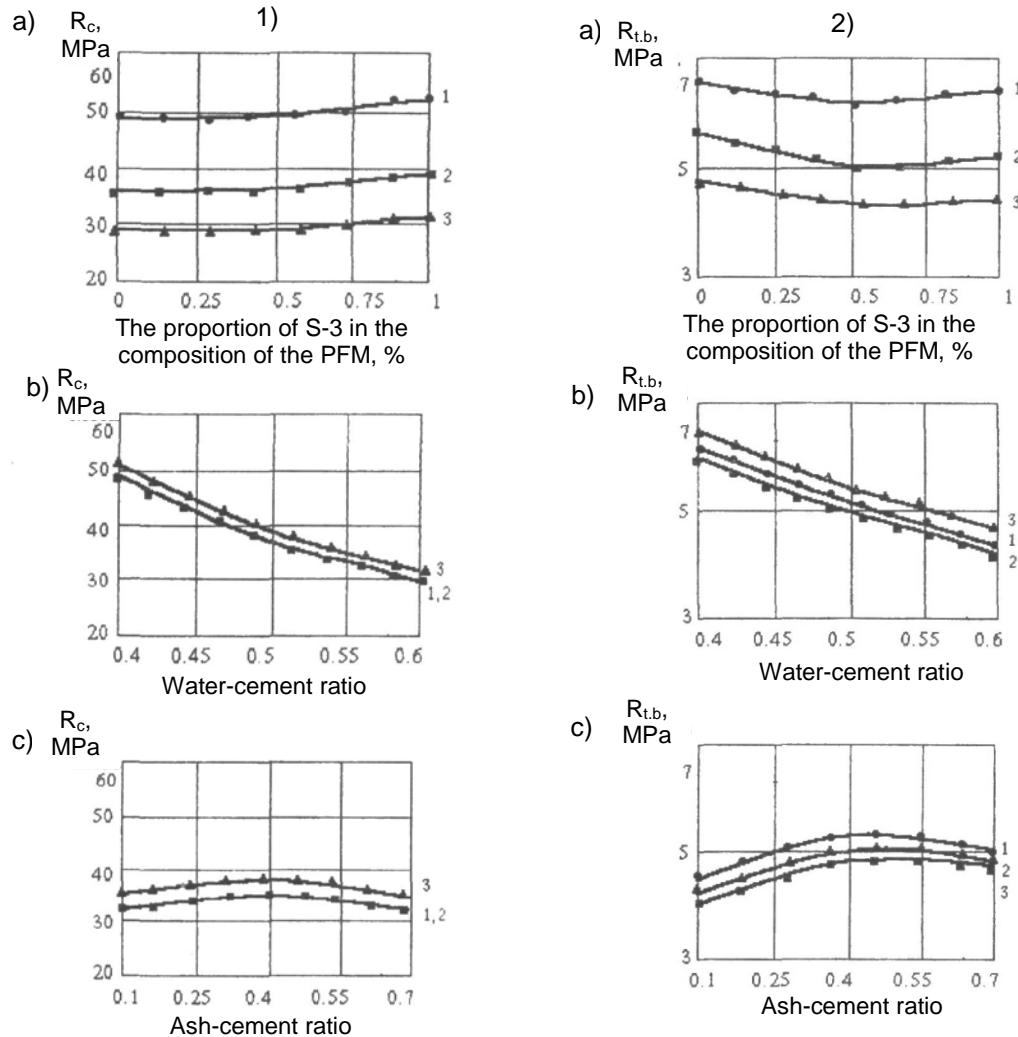 1)
a) R_c,
MPa
60
50
40
30
20
1
2
3
0 0.25 0.5 0.75 1
The proportion of S-3 in the
composition of the PFM, %
2)
a) R_t.b,
MPa
7
5
3
1
2
3
0 0.25 0.5 0.75 1
The proportion of S-3 in the
composition of the PFM, %
b) R_c,
MPa
60
50
40
30
20
3
1,2
0.4 0.45 0.5 0.55 0.6
Water-cement ratio
b) R_t.b,
MPa
7
5
3
3
1
2
0.4 0.45 0.5 0.55 0.6
Water-cement ratio
c) R_c,
MPa
60
50
40
30
20
3
1,2
0.1 0.25 0.4 0.55 0.7
Ash-cement ratio
c) R_t.b,
MPa
7
5
3
1
2
3
0.1 0.25 0.4 0.55 0.7
Ash-cement ratio